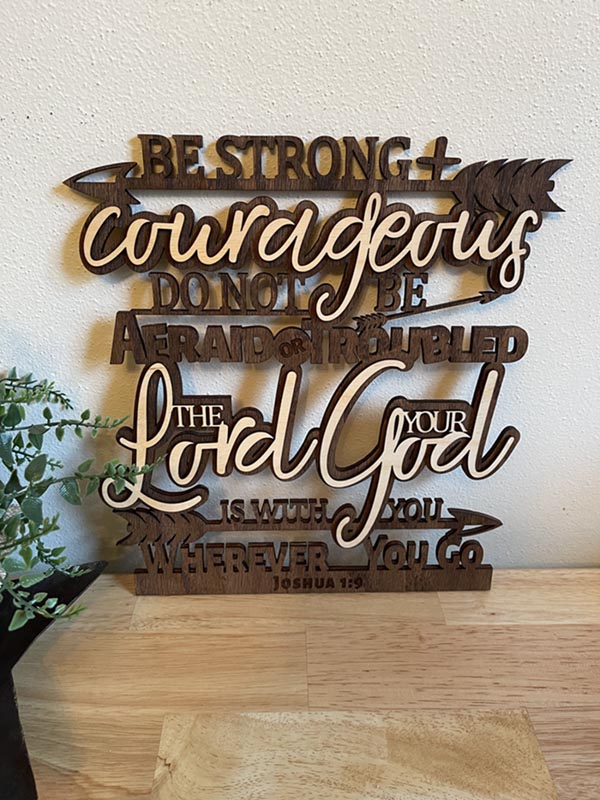 BE STRONG +
courageous
DO NOT BE
AFRAID OR TROUBLED
THE Lord YOUR God
IS WITH YOU
WHEREVER YOU GO
JOSHUA 1:9